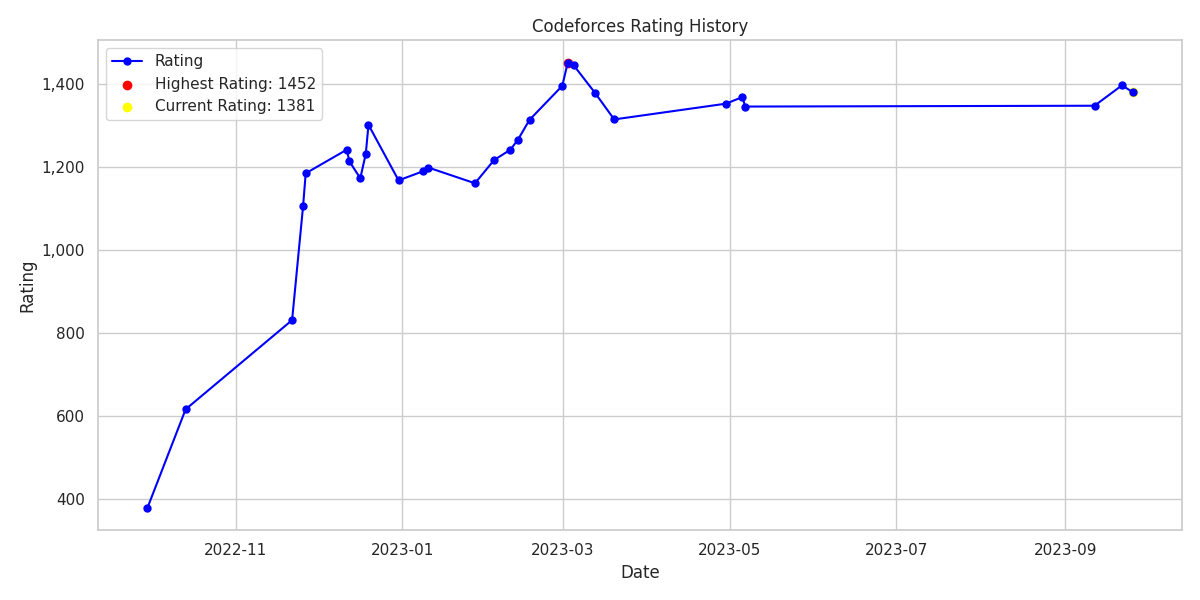 Codeforces Rating History
Rating
Highest Rating: 1452
Current Rating: 1381
1,400
1,200
1,000
800
600
400
Rating
2022-11 2023-01 2023-03 2023-05 2023-07 2023-09
Date